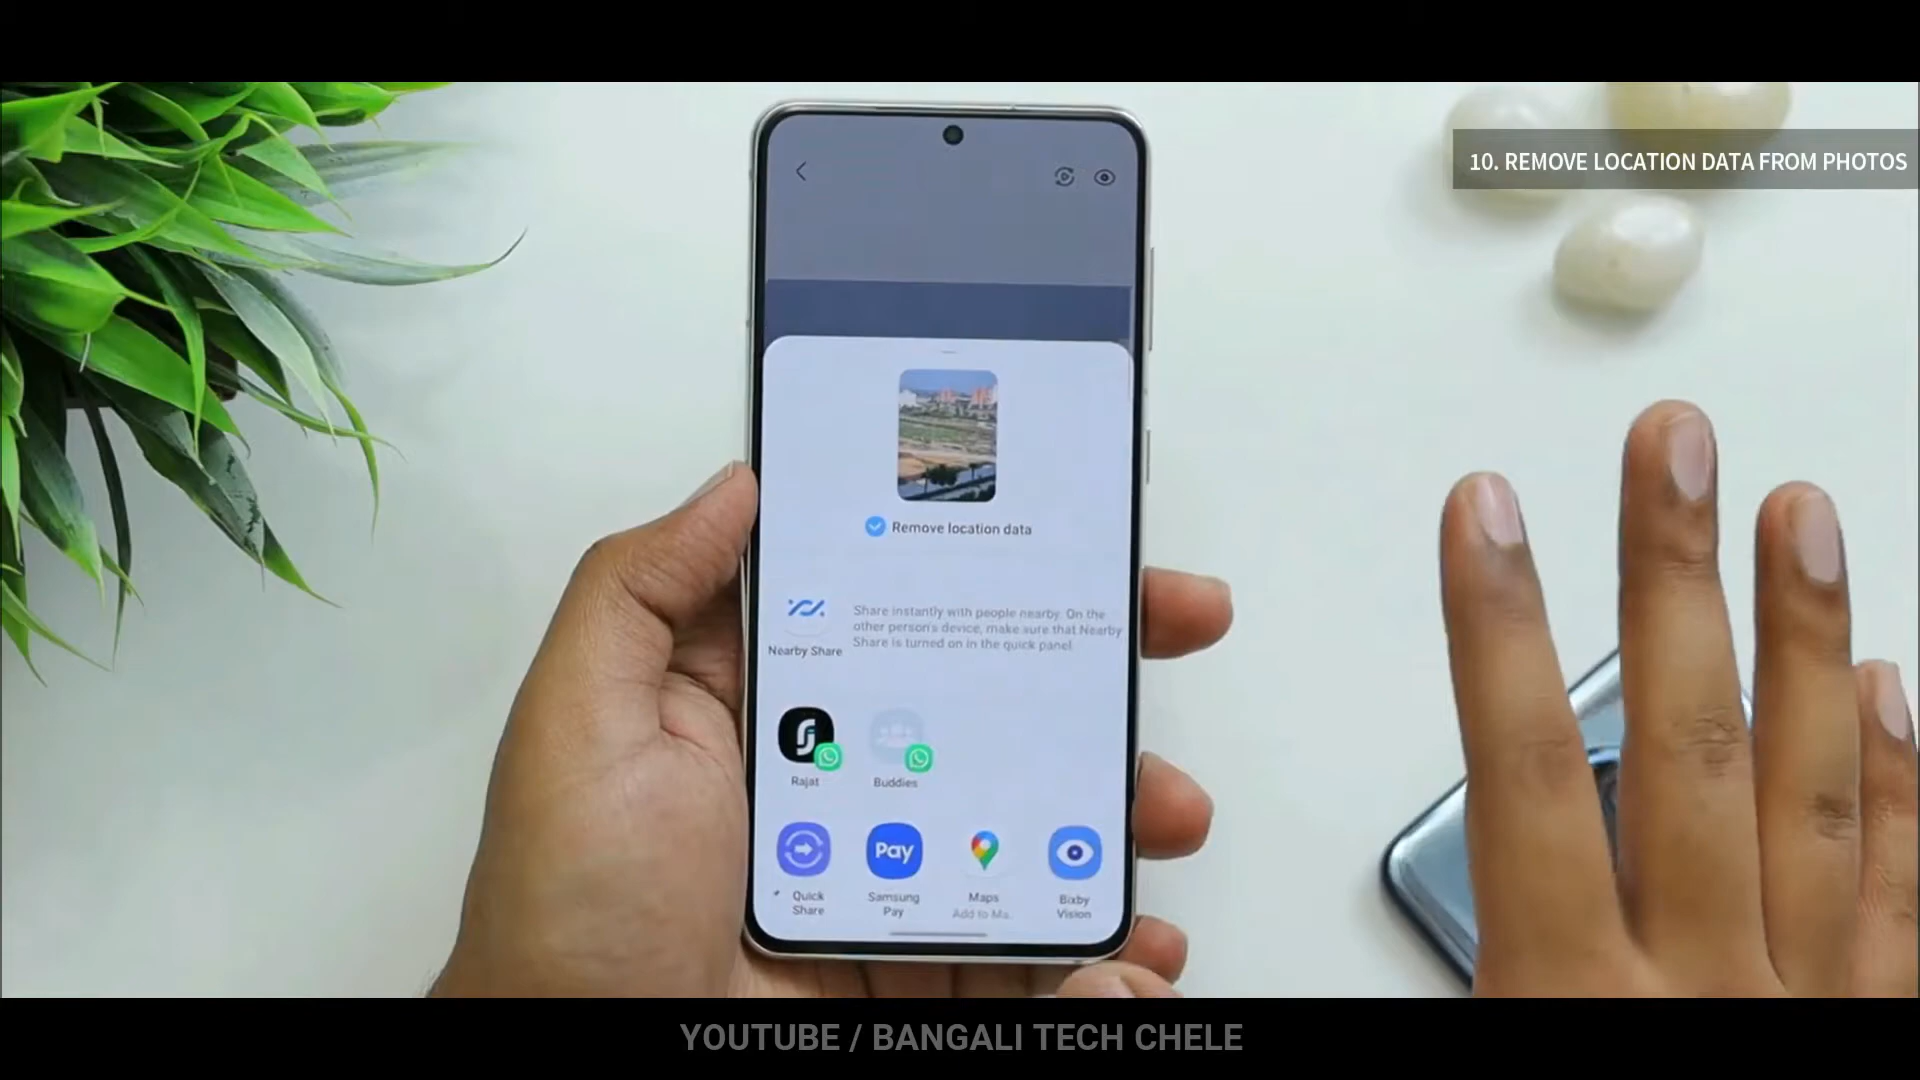 10. REMOVE LOCATION DATA FROM PHOTOS
Remove location data
Nearby Share
Share instantly with people nearby. On the
other person's device, make sure that Nearby
Share is turned on in the quick panel.
Rajat
Buddies
Pay
Quick
Share
Samsung
Pay
Maps
Add to Ma...
Bixby
Vision
YOUTUBE / BANGALI TECH CHELE